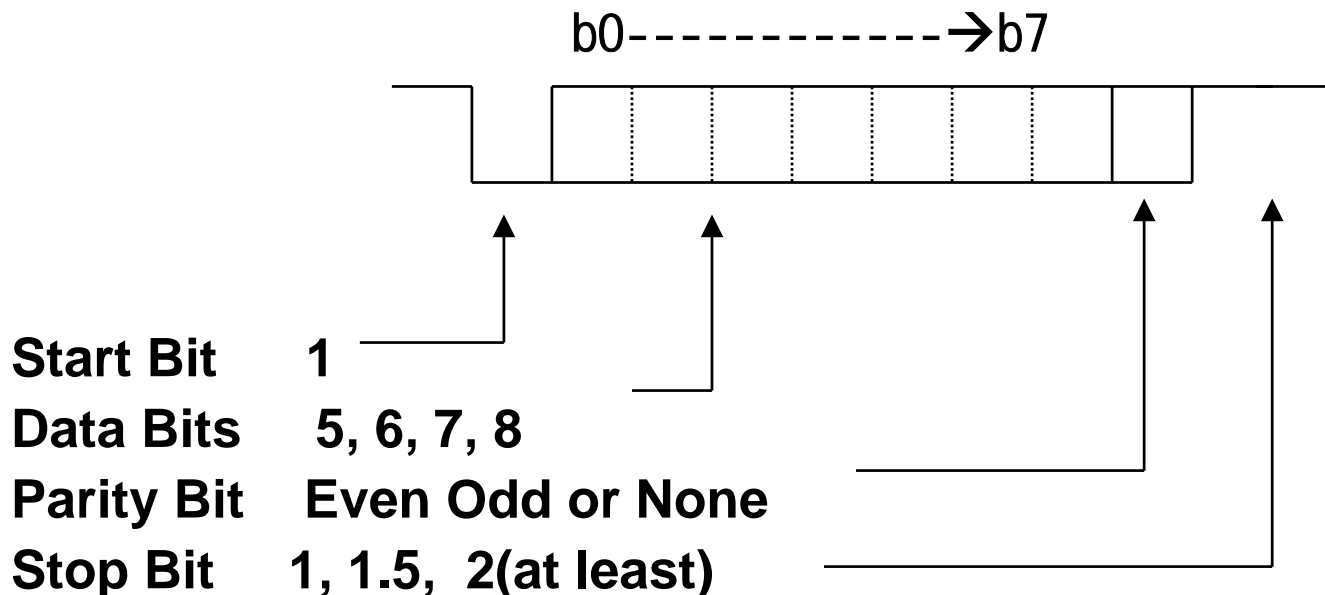 b0------------→b7
Start Bit 1
Data Bits 5, 6, 7, 8
Parity Bit Even Odd or None
Stop Bit 1, 1.5, 2(at least)